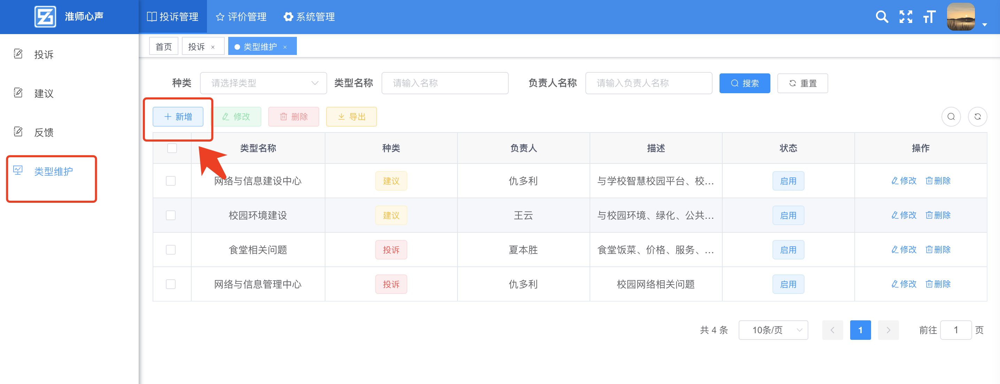 淮师心声
投诉管理 评价管理 系统管理
投诉
建议
反馈
类型维护
首页 投诉 × 类型维护 ×
种类 请选择类型 类型名称 请输入名称 负责人名称 请输入负责人名称 搜索 重置
新增 修改 删除 导出
类型名称 种类 负责人 描述 状态 操作
网络与信息建设中心 建议 仇多利 与学校智慧校园平台、校... 启用 修改 删除
校园环境建设 建议 王云 与校园环境、绿化、公共... 启用 修改 删除
食堂相关问题 投诉 夏本胜 食堂饭菜、价格、服务、... 启用 修改 删除
网络与信息管理中心 投诉 仇多利 校园网络相关问题 启用 修改 删除
共 4 条 10条/页 1 前往 1 页